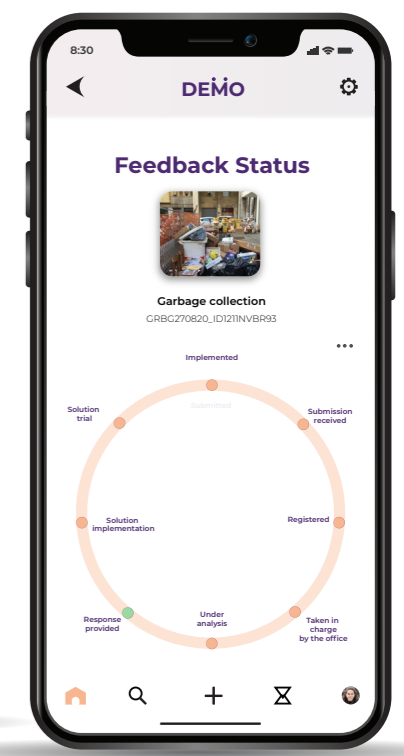 8:30
DEMO
Feedback Status
Garbage collection
GRBG270820_ID1211NVBR93
Implemented
Submitted
Solution
trial
Submission
received
Solution
implementation
Registered
Response
provided
Under
analysis
Taken in
charge
by the office